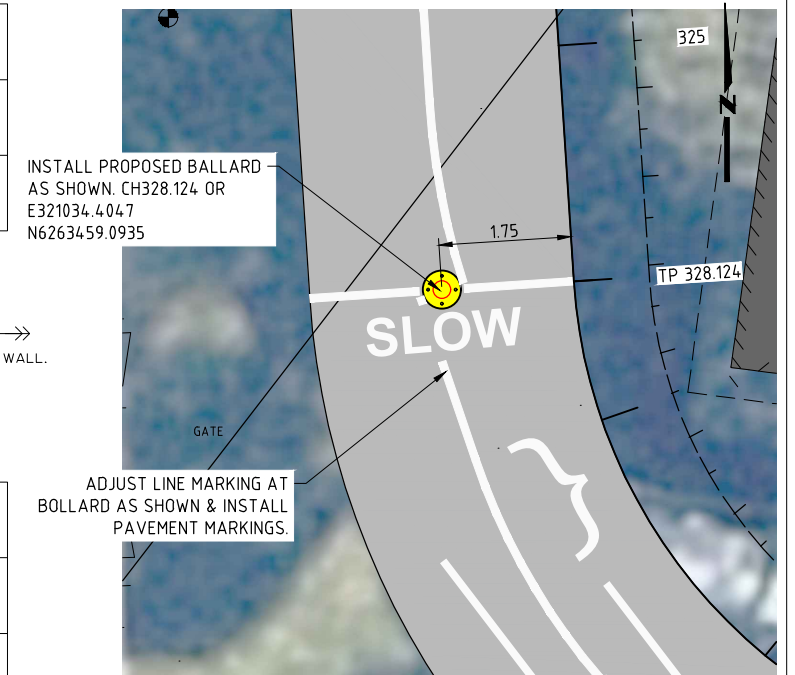 325
N
INSTALL PROPOSED BALLARD
AS SHOWN. CH328.124 OR
E321034.4047
N6263459.0935
1.75
TP 328.124
SLOW
WALL.
GATE
ADJUST LINE MARKING AT
BOLLARD AS SHOWN & INSTALL
PAVEMENT MARKINGS.